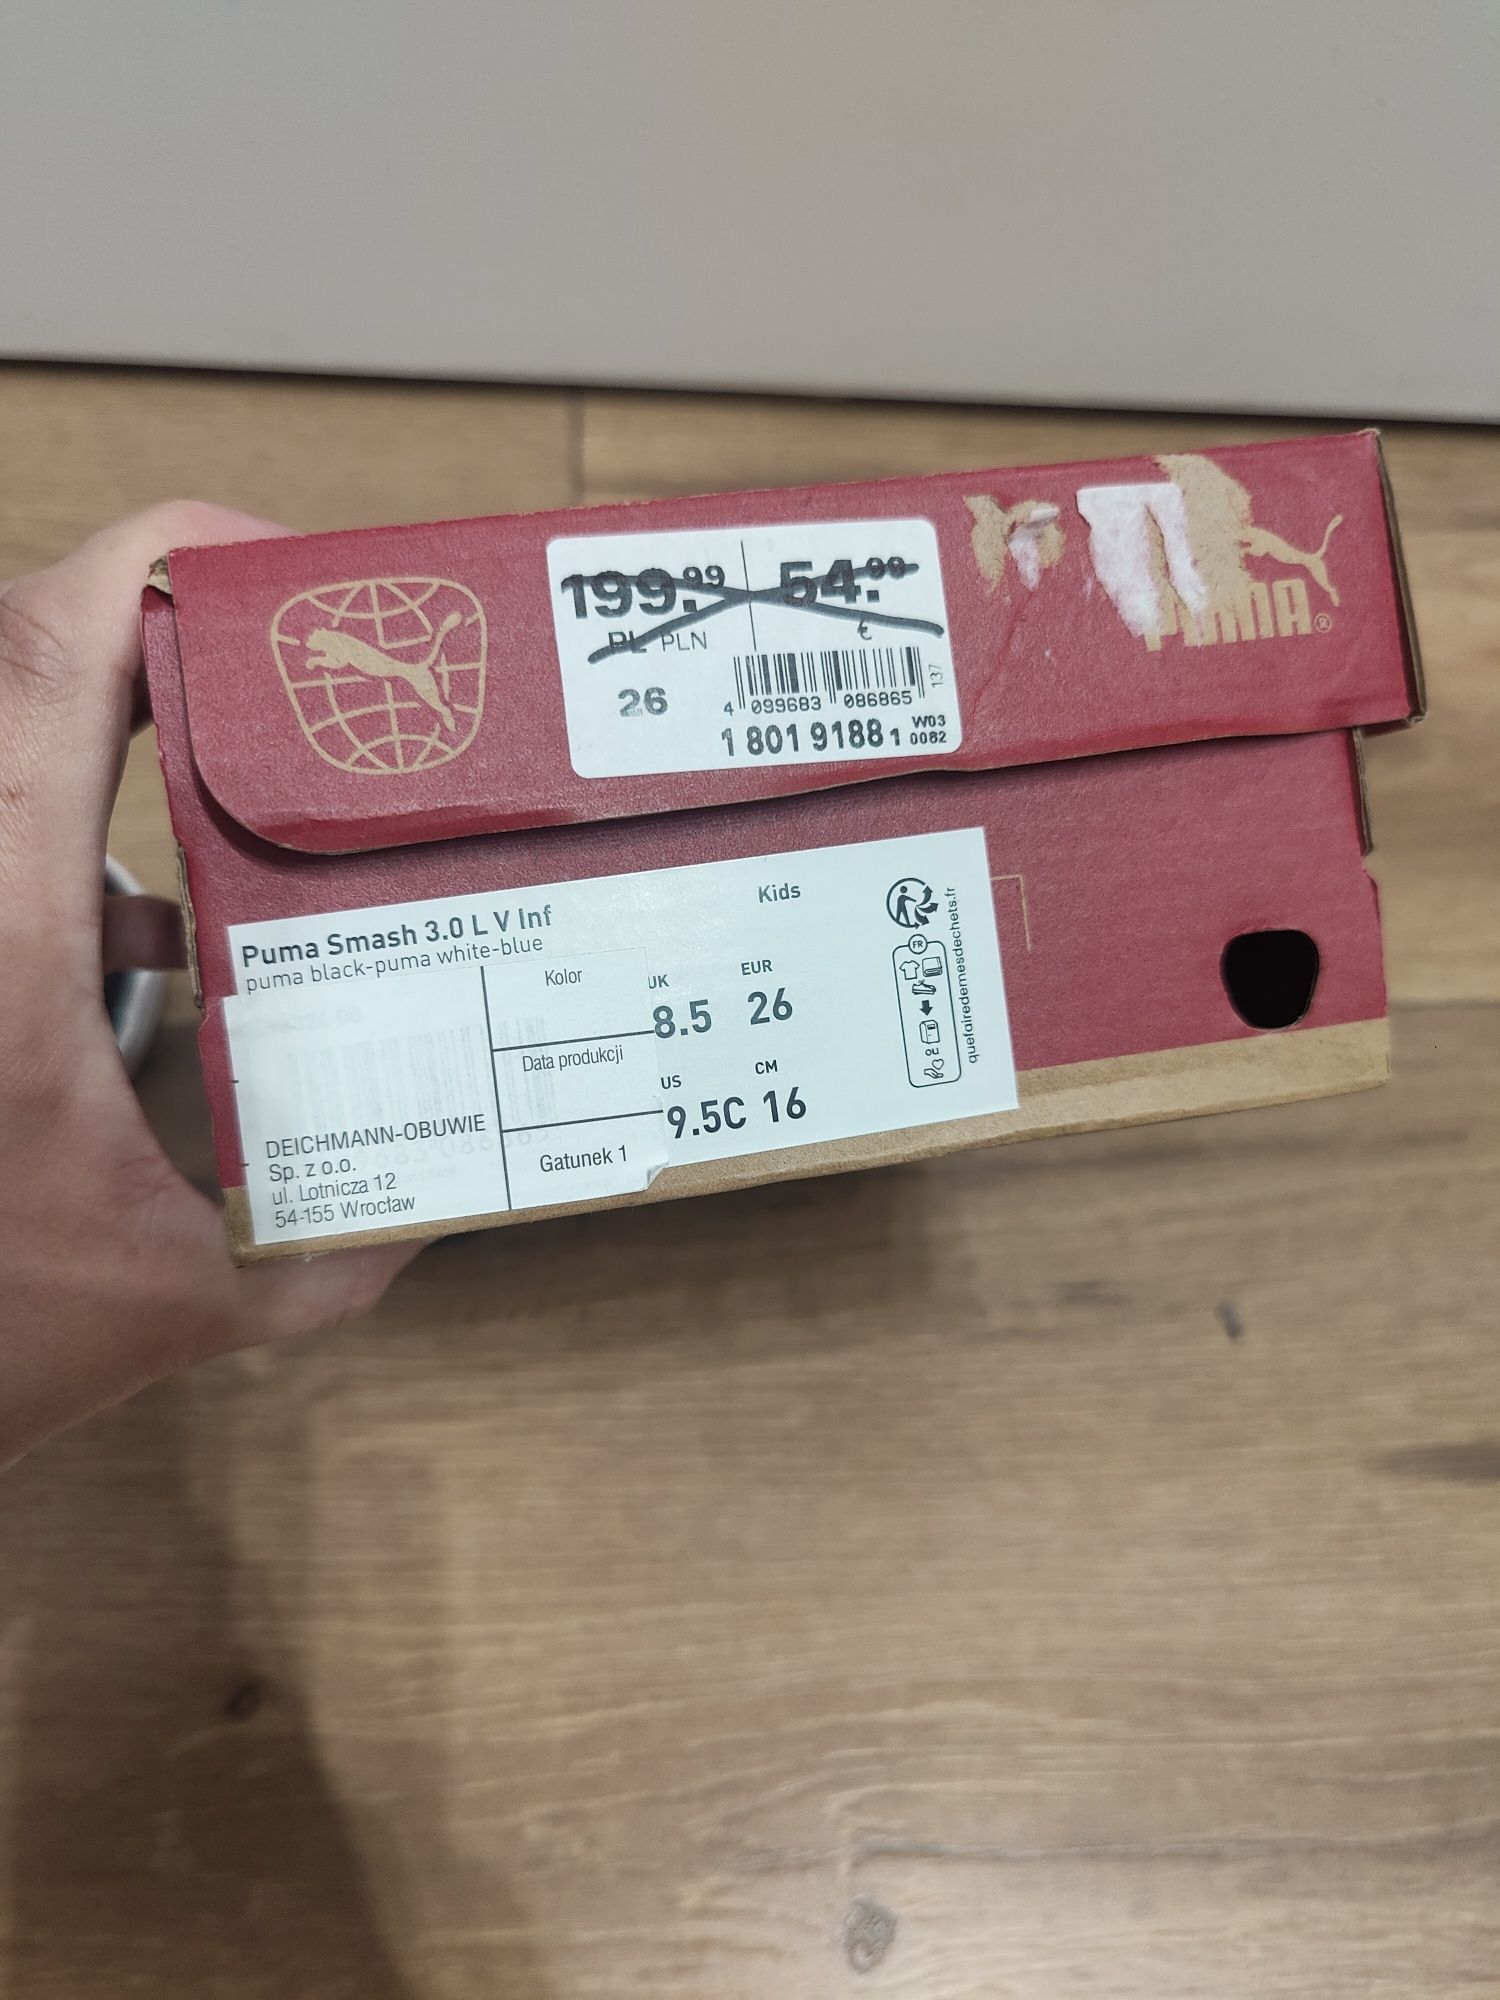 199.99 54.99
PL PLN €
26
4 099683 086865
137
1 801 9188 1 W03
0082
PUMA®
Puma Smash 3.0 L V Inf
puma black-puma white-blue
Kids
Kolor
Data produkcji
Gatunek 1
DEICHMANN-OBUWIE
Sp. z o.o.
ul. Lotnicza 12
54-155 Wrocław
UK EUR
8.5 26
US CM
9.5C 16
FR
quefairedemesdechets.fr